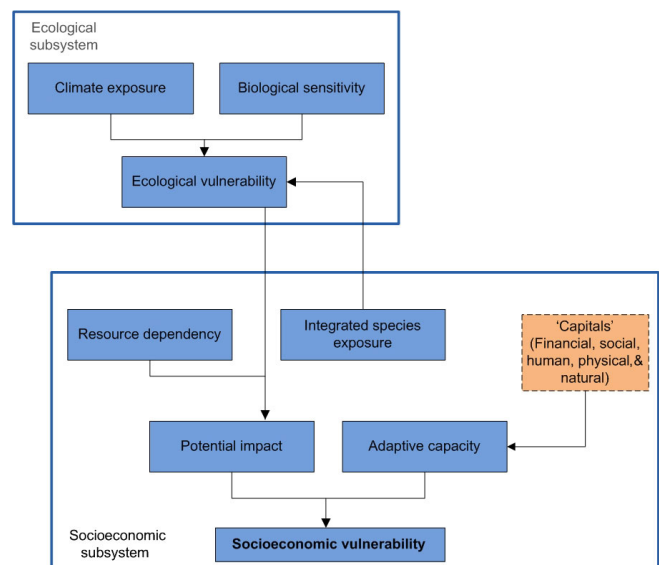 Ecological
subsystem
Climate exposure
Biological sensitivity
Ecological vulnerability
Resource dependency
Integrated species
exposure
‘Capitals’
(Financial, social,
human, physical,&
natural)
Potential impact
Adaptive capacity
Socioeconomic
subsystem
Socioeconomic vulnerability